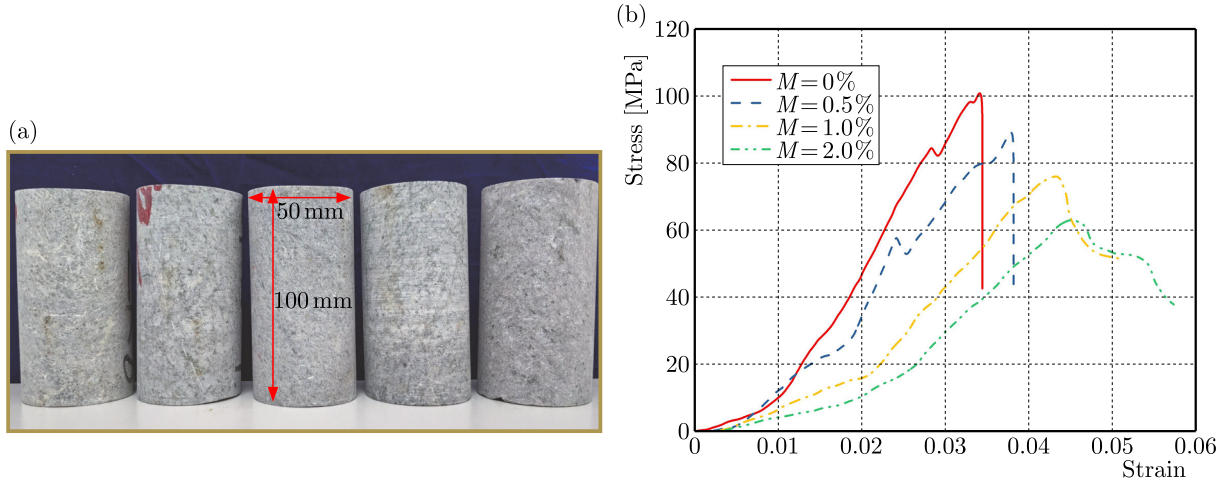 (a)
50 mm
100 mm
(b)
Stress [MPa]
120
100
80
60
40
20
0
M = 0%
M = 0.5%
M = 1.0%
M = 2.0%
0 0.01 0.02 0.03 0.04 0.05 0.06
Strain